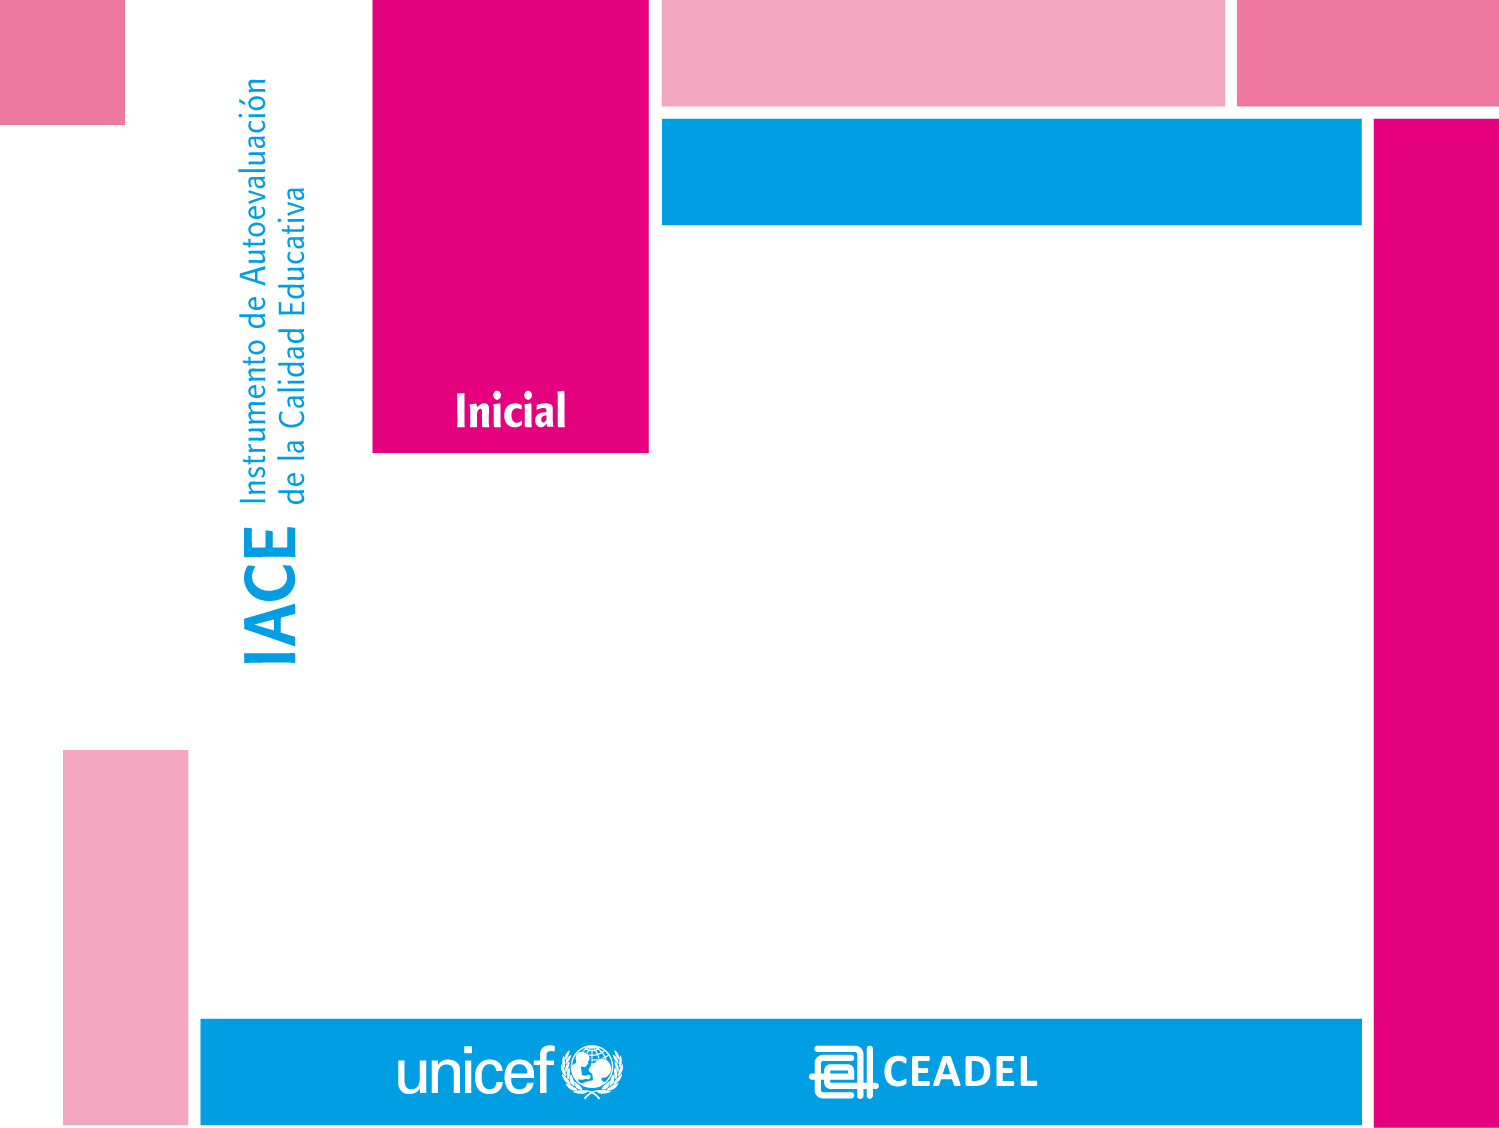 IACE
Instrumento de Autoevaluación
de la Calidad Educativa
Inicial
unicef
CEADEL